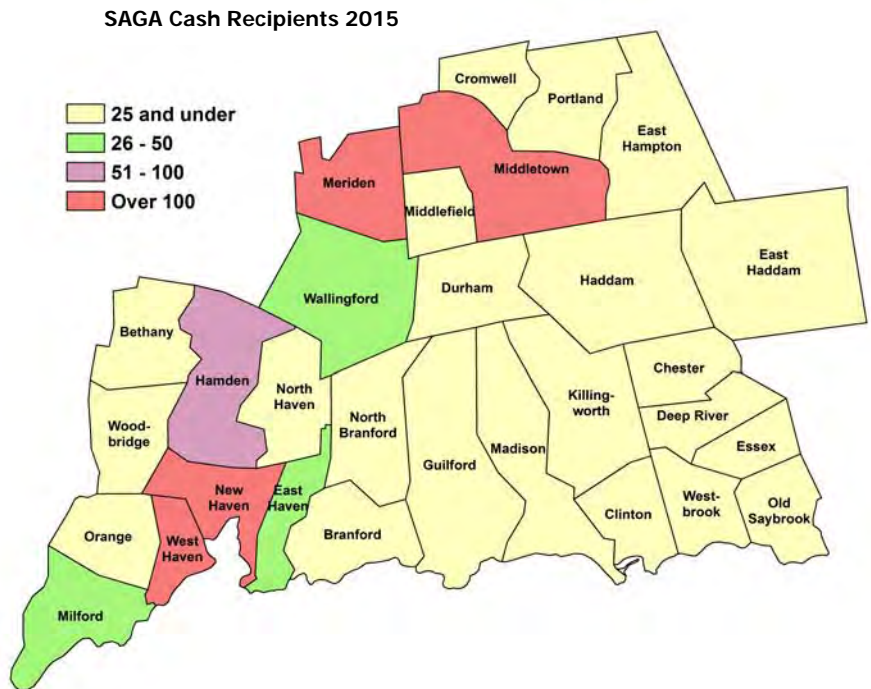 SAGA Cash Recipients 2015
25 and under
26 - 50
51 - 100
Over 100
Cromwell
Portland
East
Hampton
Meriden
Middletown
Middlefield
East
Haddam
Haddam
Durham
Wallingford
Bethany
Hamden
North
Haven
Chester
Killing-
worth
Wood-
bridge
North
Branford
Deep River
Essex
Guilford
Madison
New
Haven
East
Haven
West-
brook
Old
Saybrook
Clinton
Orange
West
Haven
Branford
Milford